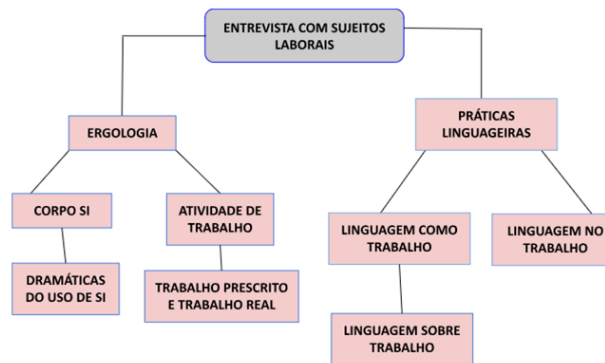 ENTREVISTA COM SUJEITOS
LABORAIS
ERGOLOGIA
PRÁTICAS
LINGUAGEIRAS
CORPO SI
ATIVIDADE DE
TRABALHO
LINGUAGEM COMO
TRABALHO
LINGUAGEM NO
TRABALHO
DRAMÁTICAS
DO USO DE SI
TRABALHO PRESCRITO
E TRABALHO REAL
LINGUAGEM SOBRE
TRABALHO